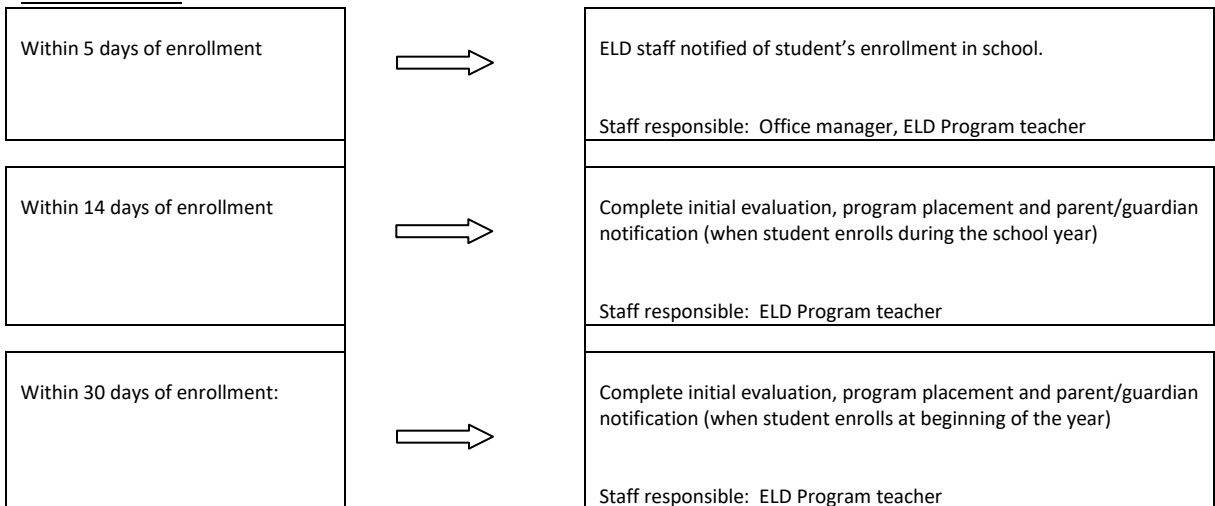 Within 5 days of enrollment
ELD staff notified of student’s enrollment in school.
Staff responsible:  Office manager, ELD Program teacher
Within 14 days of enrollment
Complete initial evaluation, program placement and parent/guardian
notification (when student enrolls during the school year)
Staff responsible:  ELD Program teacher
Within 30 days of enrollment:
Complete initial evaluation, program placement and parent/guardian
notification (when student enrolls at beginning of the year)
Staff responsible:  ELD Program teacher